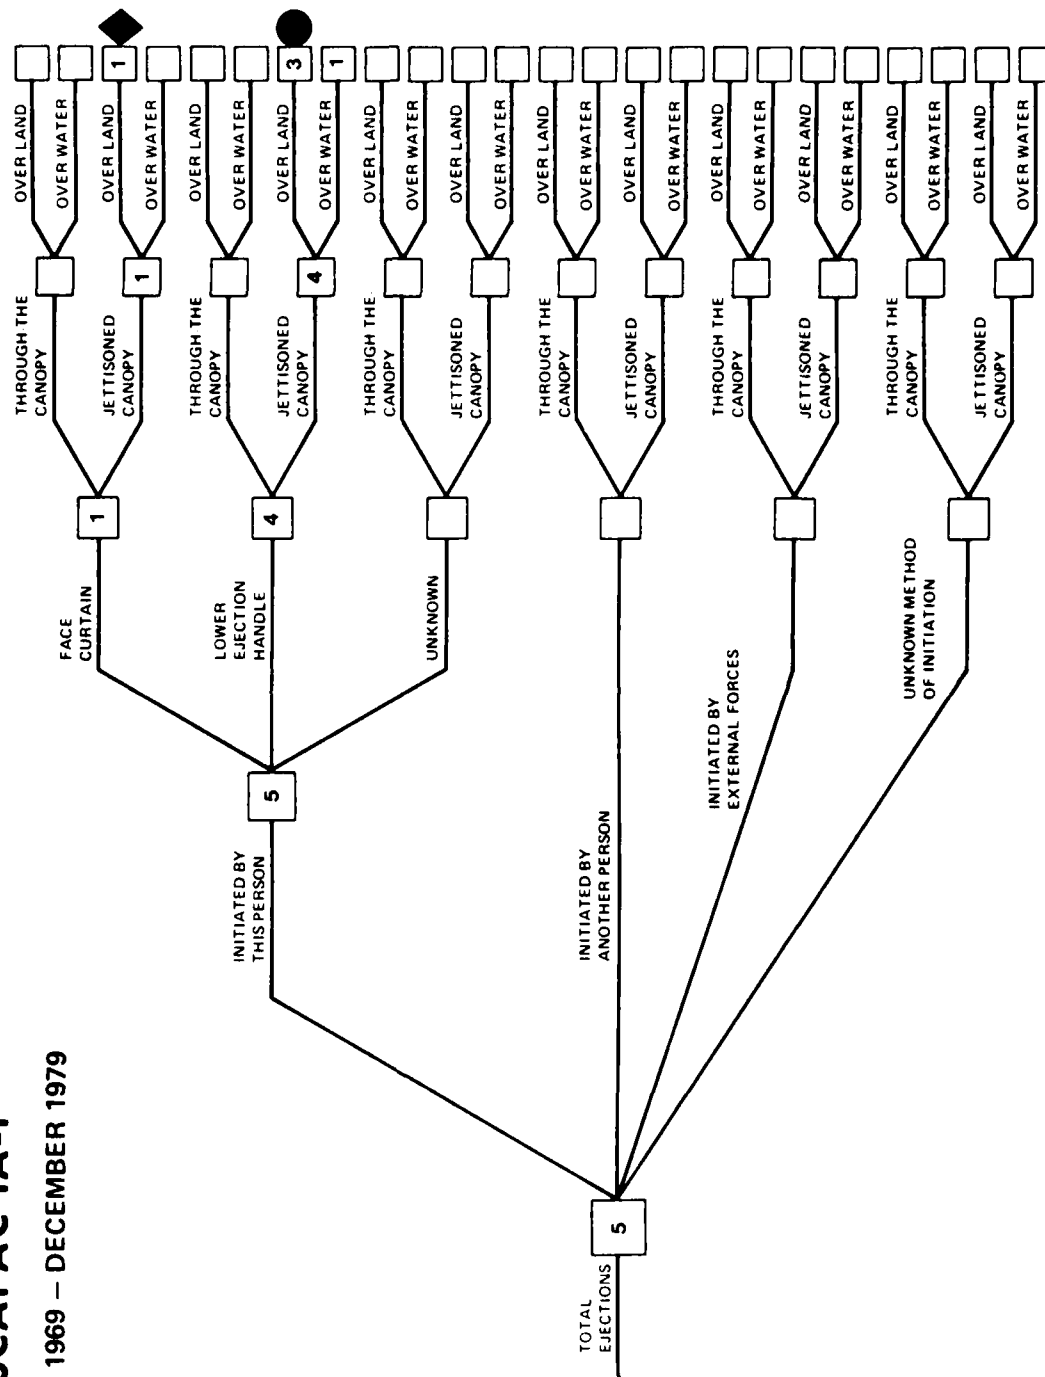 SCAPAC IA-1
1969 – DECEMBER 1979
TOTAL
EJECTIONS
5
INITIATED BY
THIS PERSON
5
INITIATED BY
ANOTHER PERSON
INITIATED BY
EXTERNAL FORCES
UNKNOWN METHOD
OF INITIATION
FACE
CURTAIN
1
LOWER
EJECTION
HANDLE
4
UNKNOWN
THROUGH THE
CANOPY
JETTISONED
CANOPY
1
THROUGH THE
CANOPY
JETTISONED
CANOPY
4
THROUGH THE
CANOPY
JETTISONED
CANOPY
THROUGH THE
CANOPY
JETTISONED
CANOPY
THROUGH THE
CANOPY
JETTISONED
CANOPY
THROUGH THE
CANOPY
JETTISONED
CANOPY
OVER LAND
OVER WATER
OVER LAND 1
OVER WATER
OVER LAND
OVER WATER
OVER LAND 3
OVER WATER 1
OVER LAND
OVER WATER
OVER LAND
OVER WATER
OVER LAND
OVER WATER
OVER LAND
OVER WATER
OVER LAND
OVER WATER
OVER LAND
OVER WATER
OVER LAND
OVER WATER
OVER LAND
OVER WATER